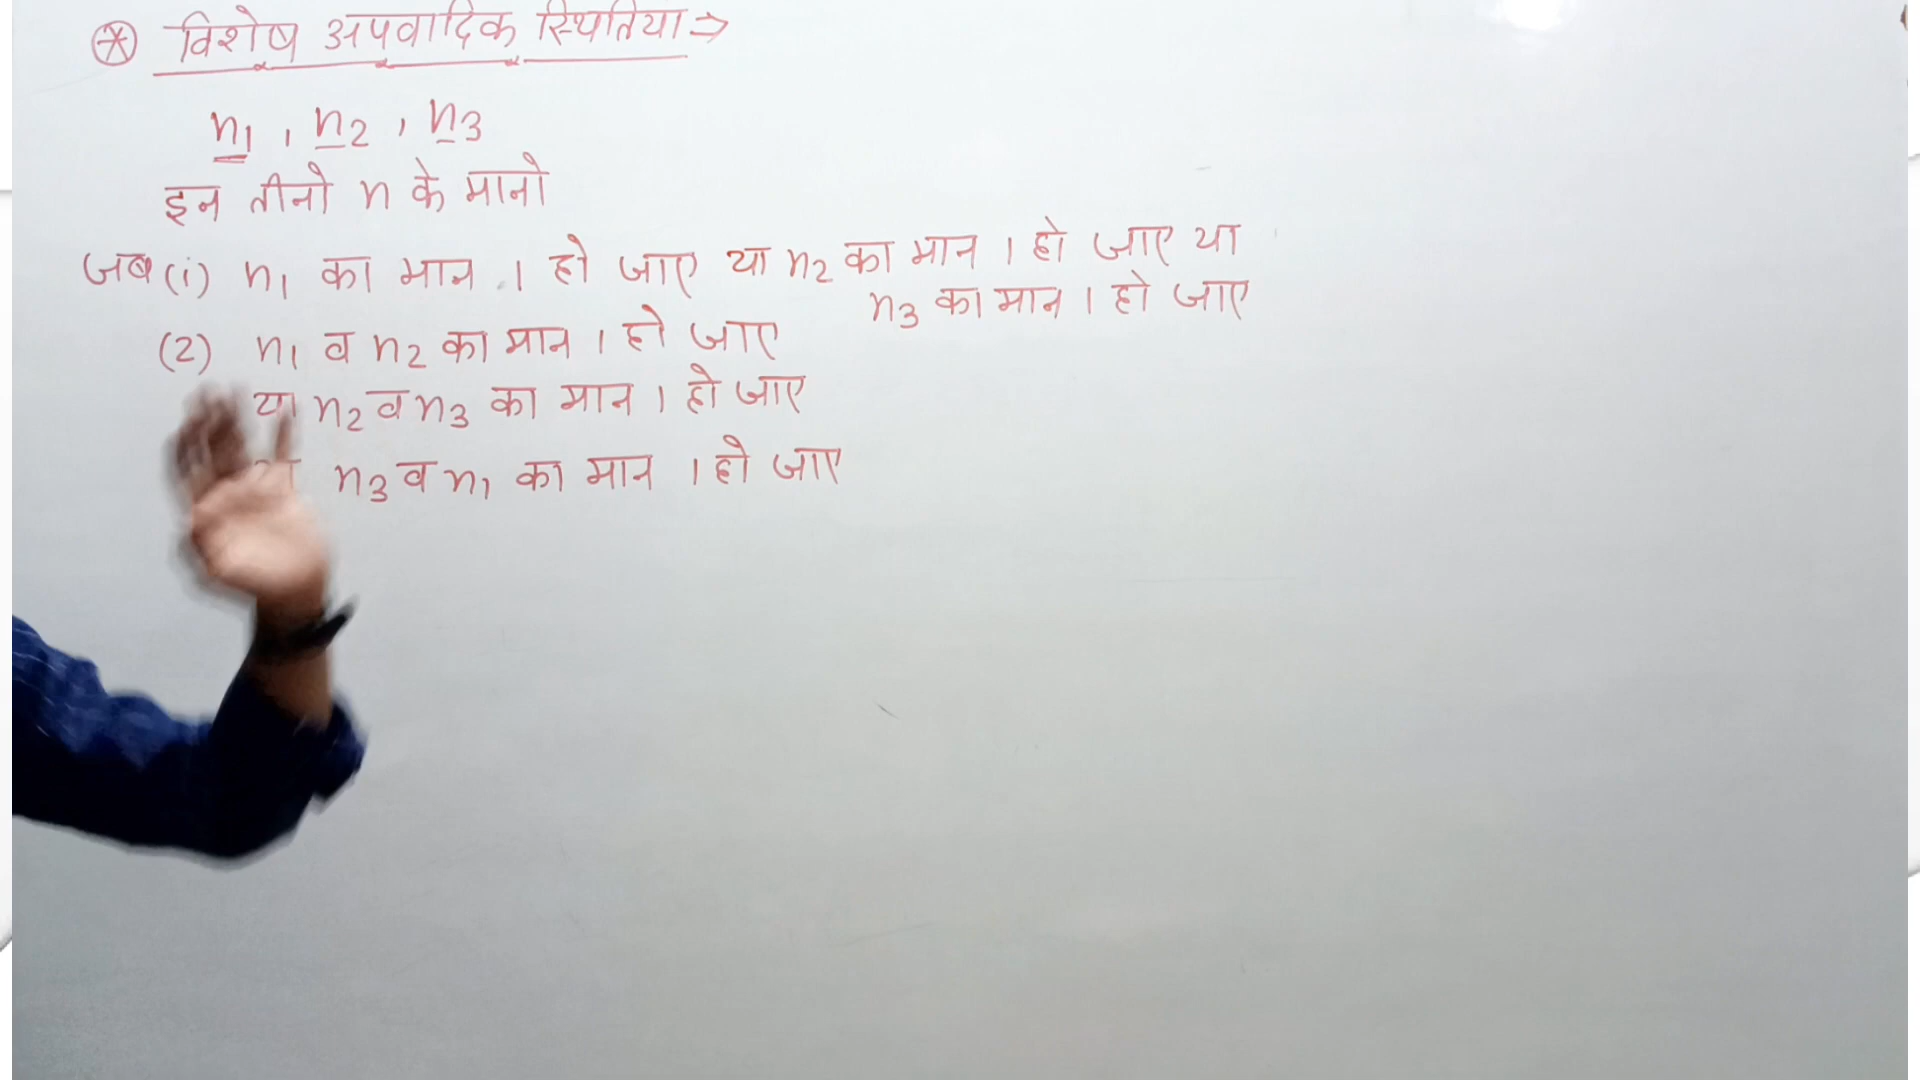 * विशेष अपवादिक स्थितिया ⇒
n1 , n2 , n3
इन तीनो n के मानो
जब (i) n1 का मान 1 हो जाए या n2 का मान 1 हो जाए या
n3 का मान 1 हो जाए
(2) n1 व n2 का मान 1 हो जाए
या n2 व n3 का मान 1 हो जाए
n3 व n1 का मान 1 हो जाए